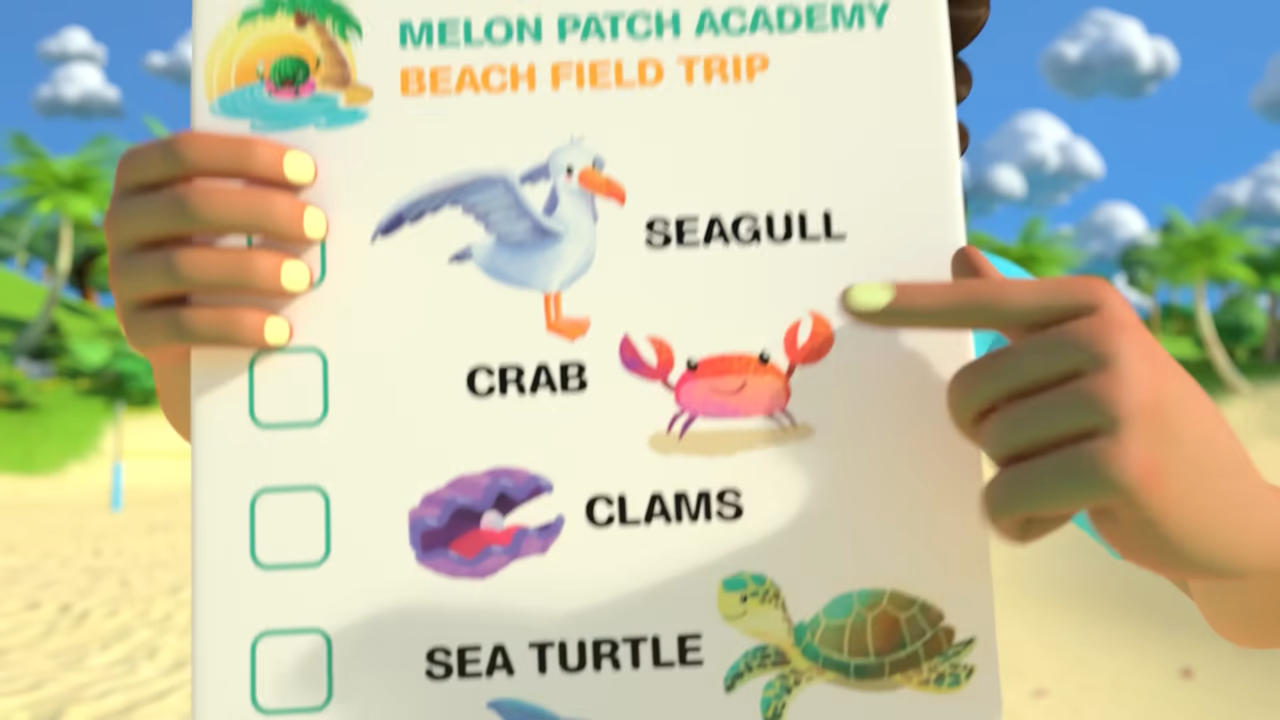 MELON PATCH ACADEMY
BEACH FIELD TRIP
SEAGULL
CRAB
CLAMS
SEA TURTLE